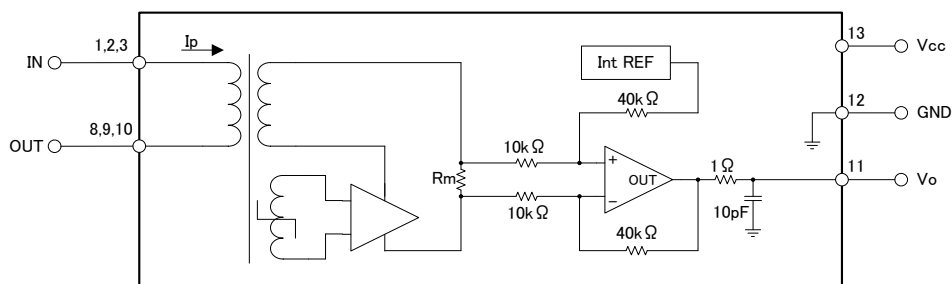 1,2,3
Ip
13
IN
Vcc
Int REF
40kΩ
12
GND
8,9,10
OUT
10kΩ
+
1Ω
11
Rm
OUT
Vo
−
10kΩ
10pF
40kΩ